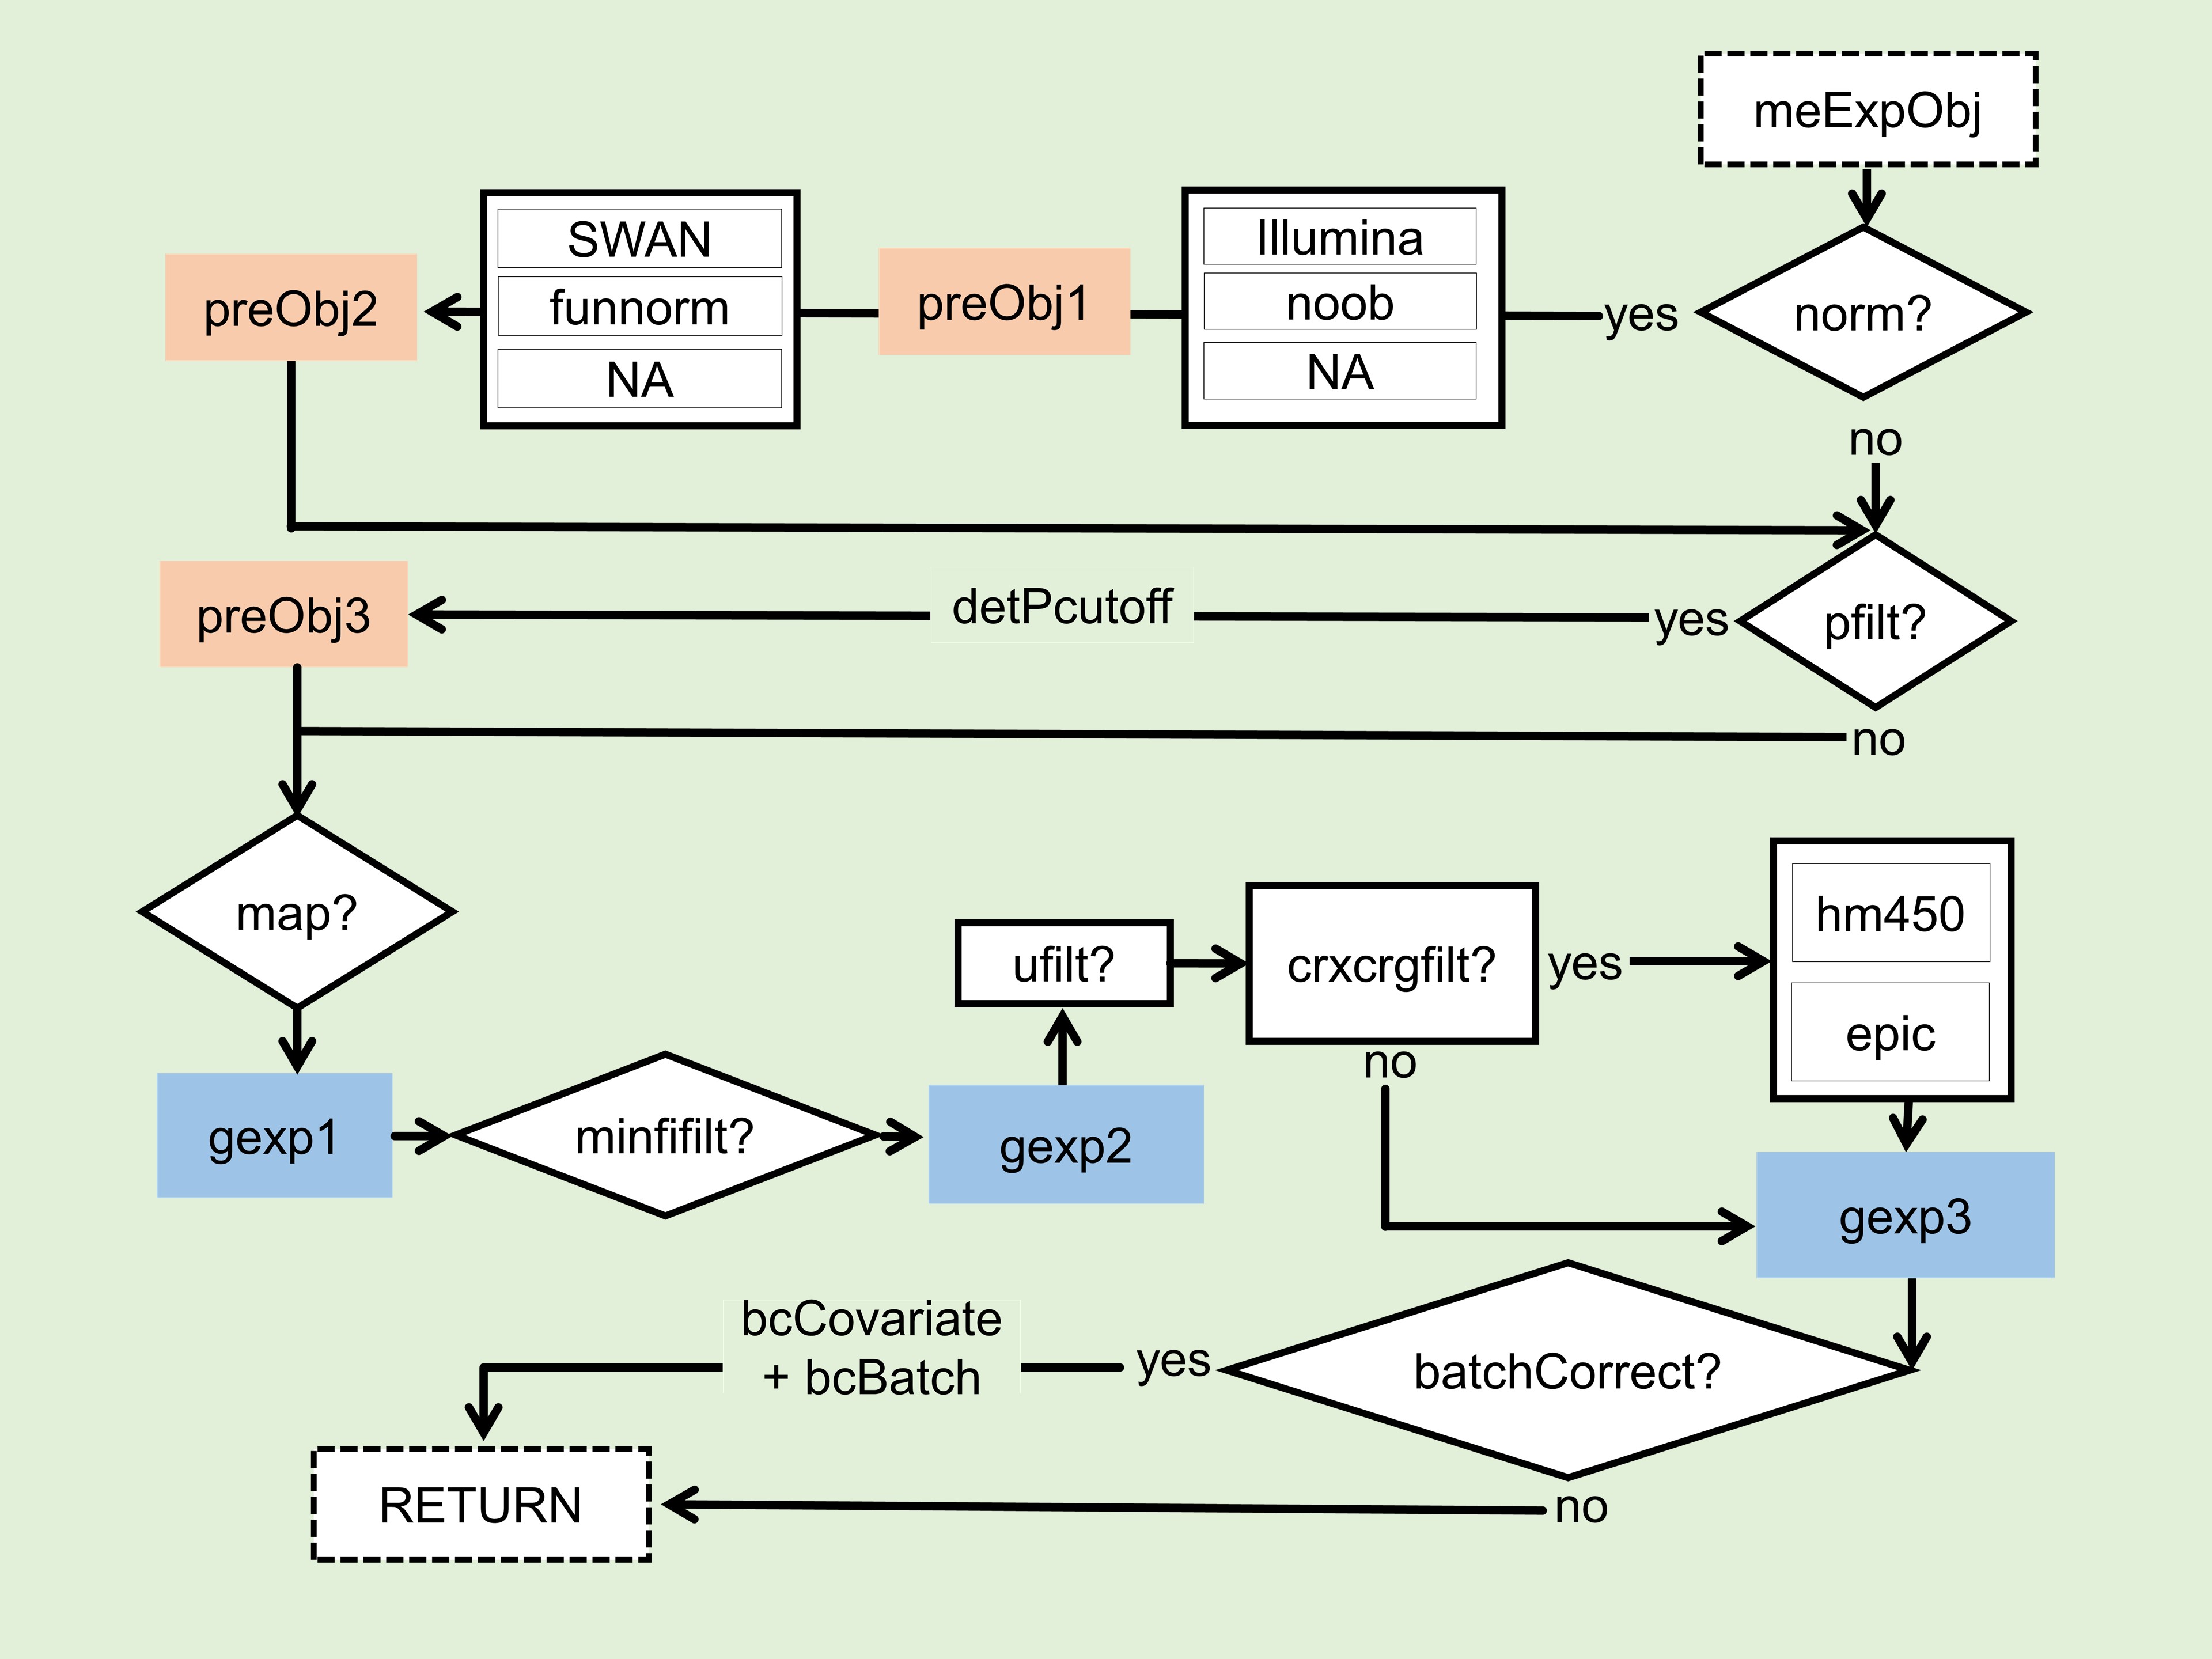 meExpObj
norm?
yes
Illumina
noob
NA
preObj1
SWAN
funnorm
NA
preObj2
no
pfilt?
yes
detPcutoff
preObj3
no
map?
gexp1
minfifilt?
gexp2
ufilt?
crxcrgfilt?
yes
hm450
epic
no
gexp3
batchCorrect?
yes
bcCovariate
+ bcBatch
no
RETURN